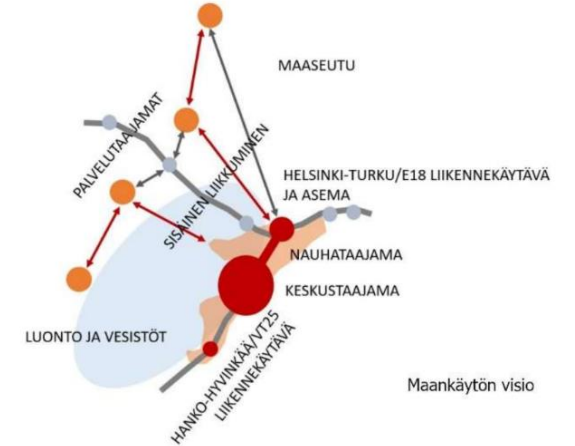 MAASEUTU
PALVELUTAAJAMAT
SISÄINEN LIIKKUMINEN
HELSINKI-TURKU/E18 LIIKENNEKÄYTÄVÄ
JA ASEMA
NAUHATAAJAMA
KESKUSTAAJAMA
LUONTO JA VESISTÖT
HANKO-HYVINKÄÄ/VT25
LIIKENNEKÄYTÄVÄ
Maankäytön visio